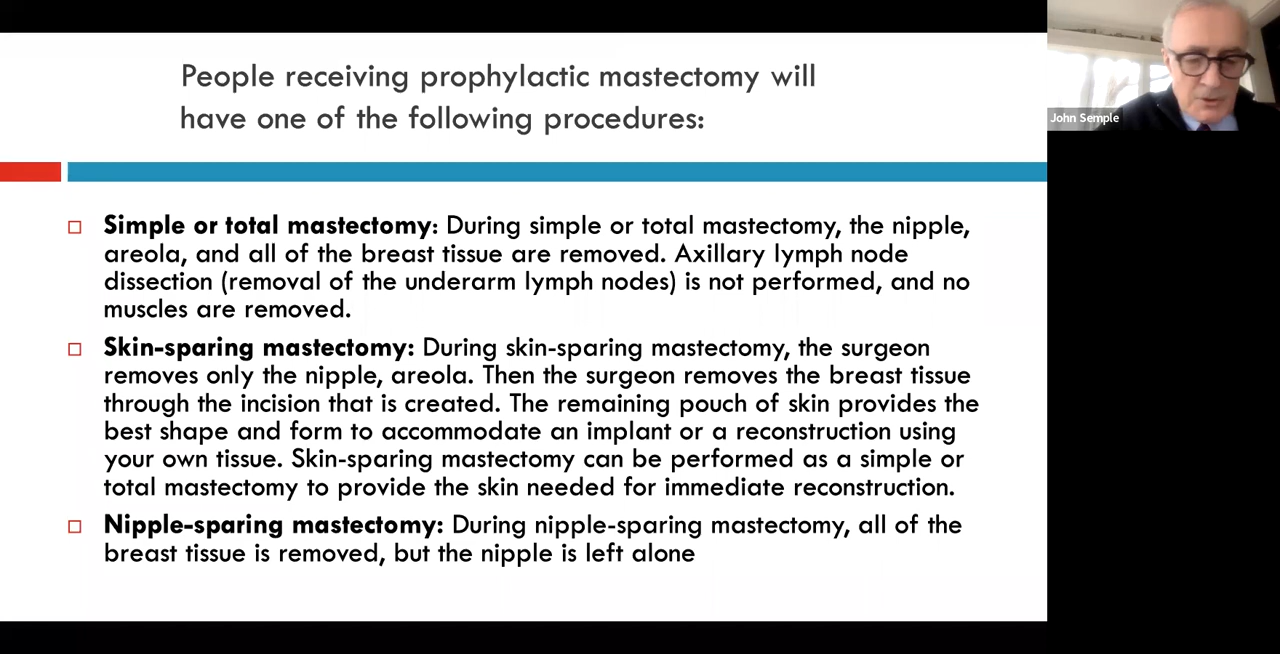 People receiving prophylactic mastectomy will
have one of the following procedures:
John Semple
Simple or total mastectomy: During simple or total mastectomy, the nipple,
areola, and all of the breast tissue are removed. Axillary lymph node
dissection (removal of the underarm lymph nodes) is not performed, and no
muscles are removed.
Skin-sparing mastectomy: During skin-sparing mastectomy, the surgeon
removes only the nipple, areola. Then the surgeon removes the breast tissue
through the incision that is created. The remaining pouch of skin provides the
best shape and form to accommodate an implant or a reconstruction using
your own tissue. Skin-sparing mastectomy can be performed as a simple or
total mastectomy to provide the skin needed for immediate reconstruction.
Nipple-sparing mastectomy: During nipple-sparing mastectomy, all of the
breast tissue is removed, but the nipple is left alone